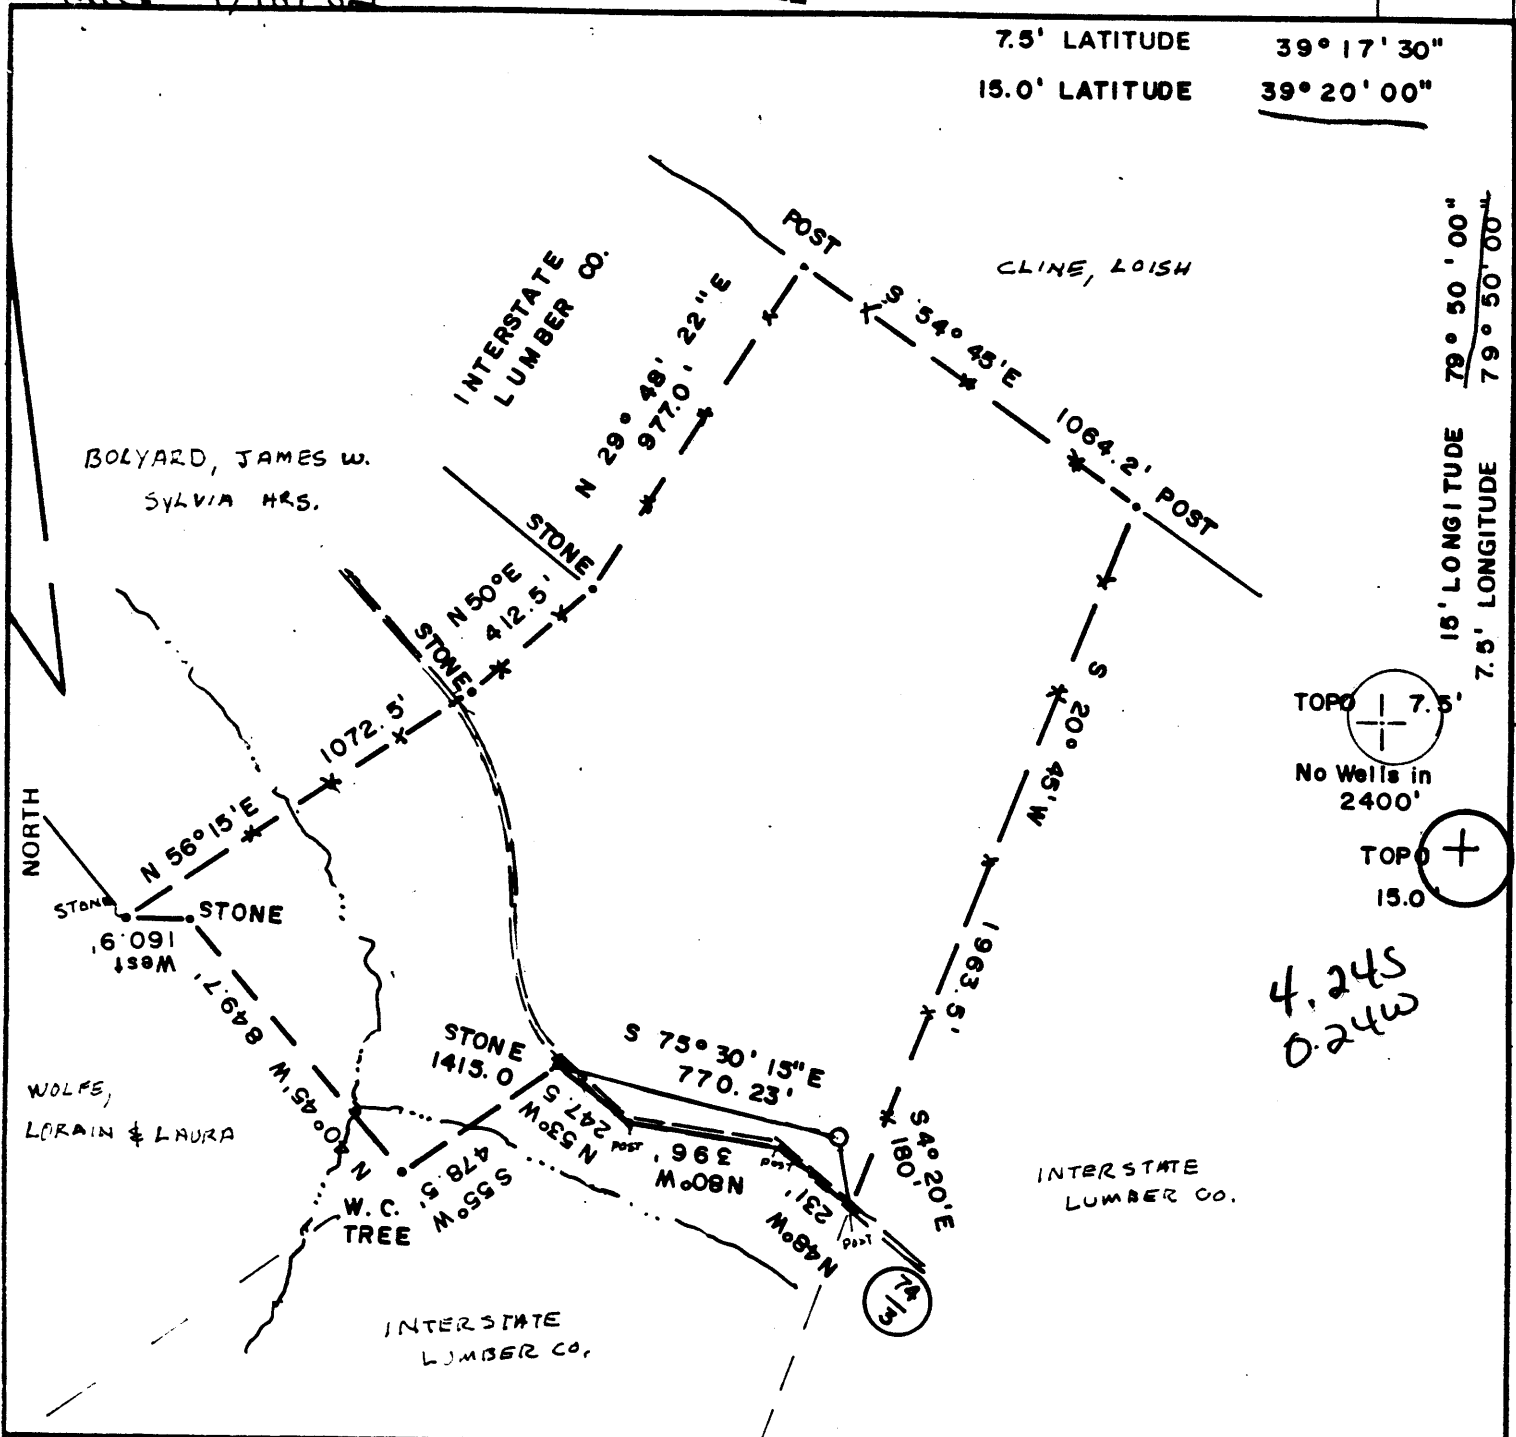 7.5' LATITUDE 39° 17' 30"
15.0' LATITUDE 39° 20' 00"
15' LONGITUDE 79° 50' 00"
7.5' LONGITUDE 79° 50' 00"
POST
CLINE, LOISH
INTERSTATE
LUMBER CO.
N 29° 48' 22" E
977.0'
S 54° 45' E
1064.2'
POST
BOLYARD, JAMES W.
SYLVIA HRS.
STONE
N 50° E
412.5'
STONE
1072.5'
N 56° 15' E
NORTH
STONE
STONE
West
160.9'
S 20° 45' W
1963.5'
TOPO 7.5'
No Wells in
2400'
TOPO
15.0'
4.24S
0.24W
849.7'
N 40° 45' W
WOLFE,
LORAIN & LAURA
STONE
1415.0
S 75° 30' 15" E
770.23'
N 53° W
247.5
POST
396'
N80°W
POST
231'
N48°W
POST
S 4° 20' E
180'
S 55° W
478.5'
W. C.
TREE
INTERSTATE
LUMBER CO.
74
3
INTERSTATE
LUMBER CO.